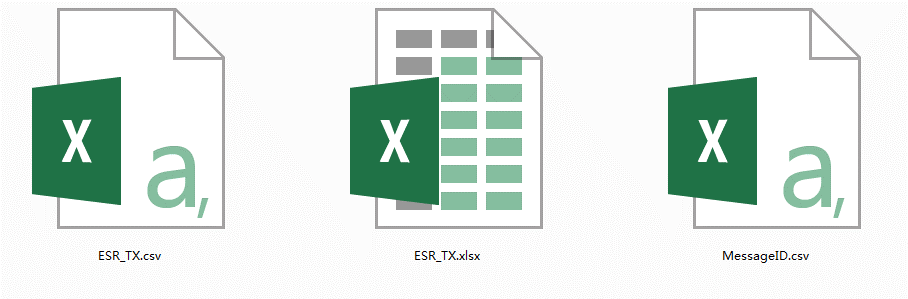 X a, X X a,
ESR_TX.csv ESR_TX.xlsx MessageID.csv